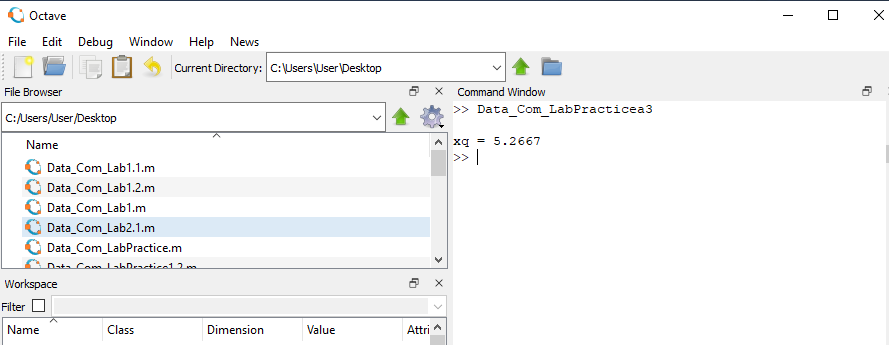 Octave
File Edit Debug Window Help News
Current Directory: C:\Users\User\Desktop
File Browser
C:/Users/User/Desktop
Name
Data_Com_Lab1.1.m
Data_Com_Lab1.2.m
Data_Com_Lab1.m
Data_Com_Lab2.1.m
Data_Com_LabPractice.m
Data_Com_LabPractice1.2.m
Workspace
Filter
Name Class Dimension Value Attri
Command Window
>> Data_Com_LabPracticea3
xq = 5.2667
>>